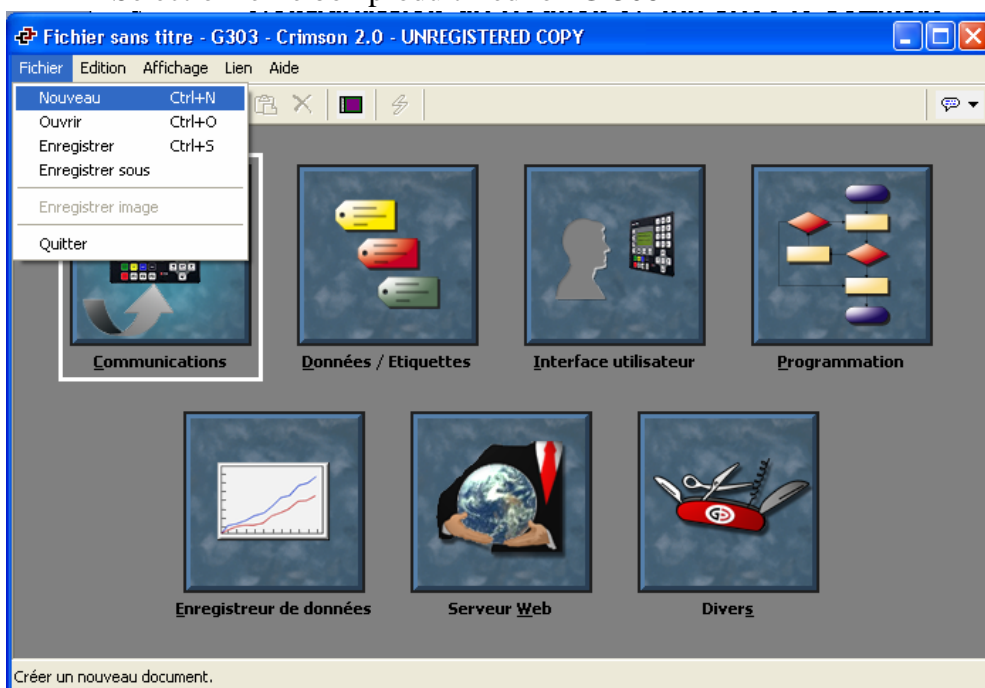 Fichier sans titre - G303 - Crimson 2.0 - UNREGISTERED COPY
Fichier Edition Affichage Lien Aide
Nouveau Ctrl+N
Ouvrir Ctrl+O
Enregistrer Ctrl+S
Enregistrer sous
Enregistrer image
Quitter
Communications Données / Etiquettes Interface utilisateur Programmation
Enregistreur de données Serveur Web Divers
Créer un nouveau document.